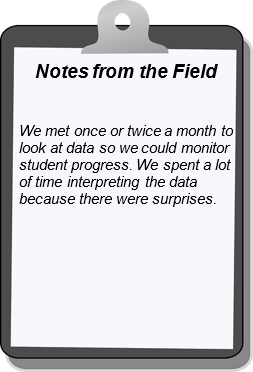 Notes from the Field
We met once or twice a month to
look at data so we could monitor
student progress. We spent a lot
of time interpreting the data
because there were surprises.